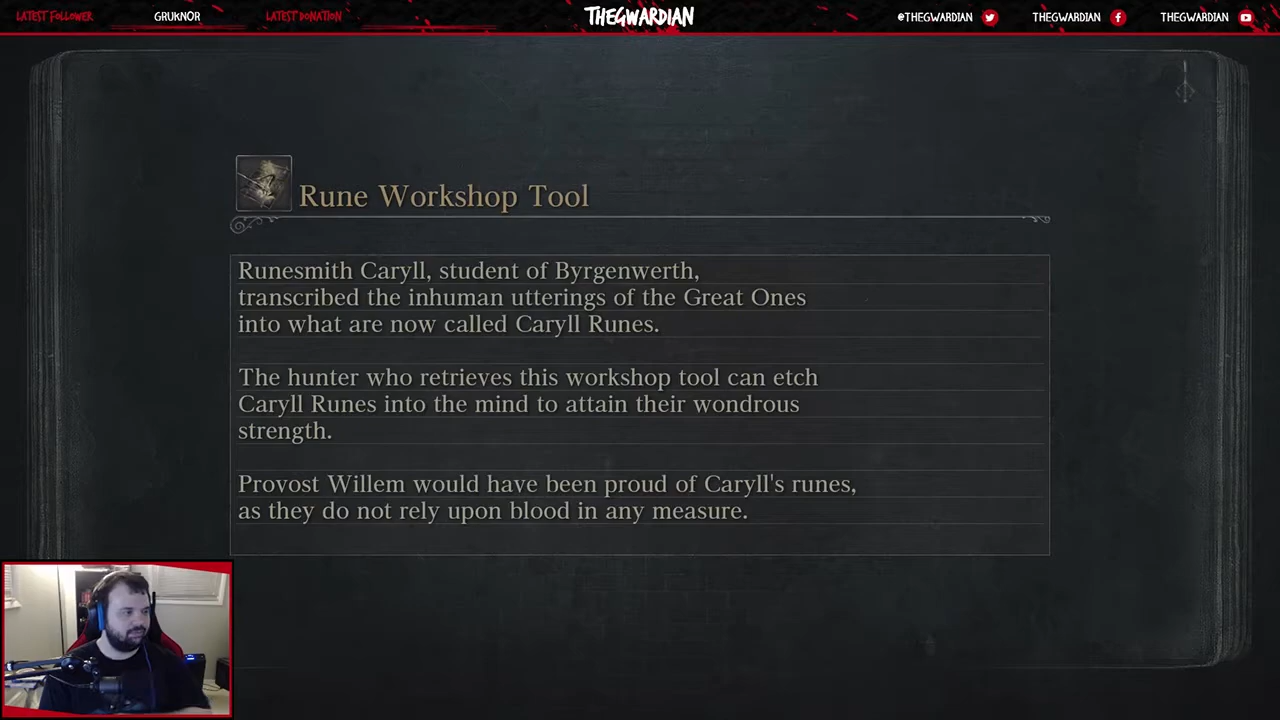 LATEST FOLLOWER
GRUKNOR
LATEST DONATION
THEGWARDIAN
@THEGWARDIAN
THEGWARDIAN
THEGWARDIAN
Rune Workshop Tool
Runesmith Caryll, student of Byrgenwerth,
transcribed the inhuman utterings of the Great Ones
into what are now called Caryll Runes.
The hunter who retrieves this workshop tool can etch
Caryll Runes into the mind to attain their wondrous
strength.
Provost Willem would have been proud of Caryll's runes,
as they do not rely upon blood in any measure.